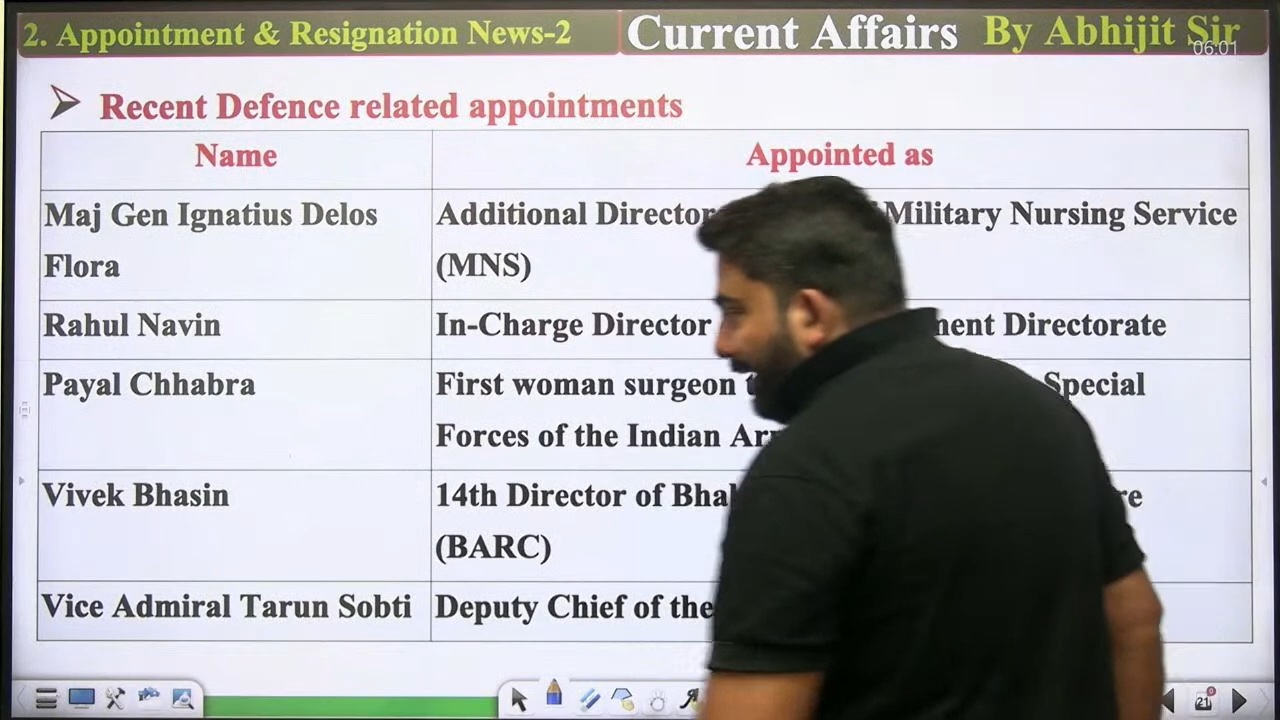 2. Appointment & Resignation News-2
Current Affairs By Abhijit Sir
06:01
Recent Defence related appointments
Name Appointed as
Maj Gen Ignatius Delos Flora
Additional Director Military Nursing Service
(MNS)
Rahul Navin
In-Charge Director Directorate
Payal Chhabra
First woman surgeon Special
Forces of the Indian
Vivek Bhasin
14th Director of
(BARC)
Vice Admiral Tarun Sobti
Deputy Chief of the
21